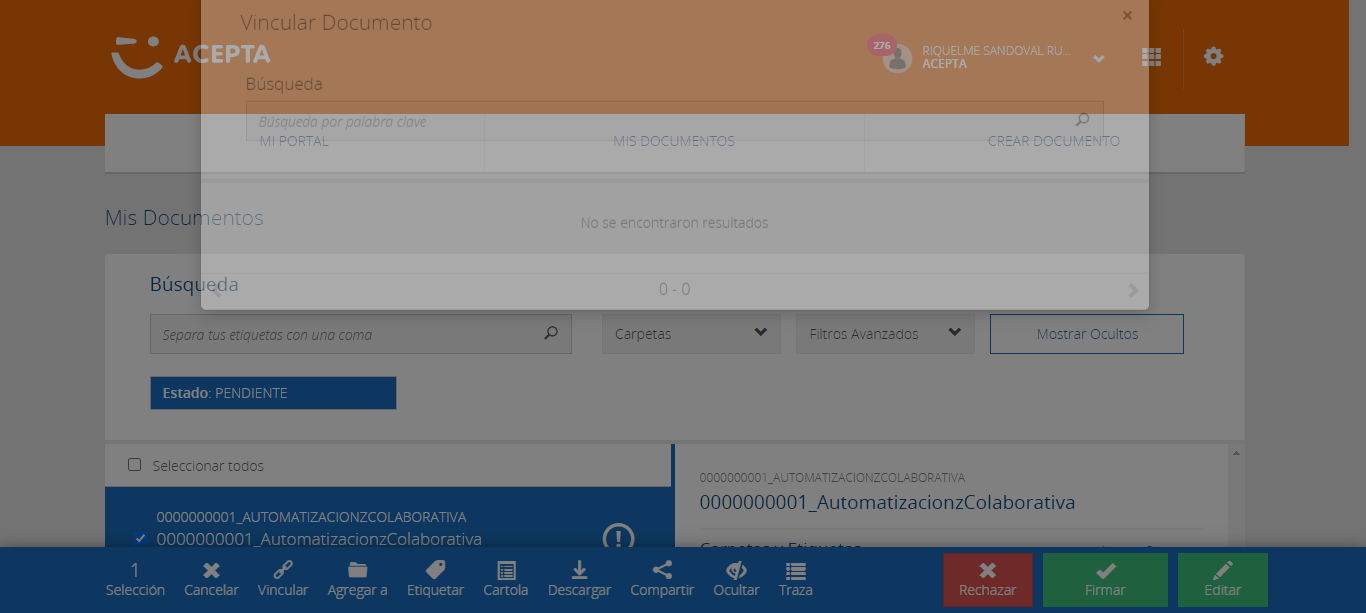 Vincular Documento
×
ACEPTA
276
RIQUELME SANDOVAL RU...
ACEPTA
Búsqueda
Búsqueda por palabra clave
MI PORTAL
MIS DOCUMENTOS
CREAR DOCUMENTO
Mis Documentos
No se encontraron resultados
Búsqueda
0 - 0
Separa tus etiquetas con una coma
Carpetas
Filtros Avanzados
Mostrar Ocultos
Estado: PENDIENTE
Seleccionar todos
0000000001_AUTOMATIZACIONZCOLABORATIVA
0000000001_AutomatizacionzColaborativa
0000000001_AUTOMATIZACIONZCOLABORATIVA
0000000001_AutomatizacionzColaborativa
Carpetas y Etiquetas
1
Selección
Cancelar
Vincular
Agregar a
Etiquetar
Cartola
Descargar
Compartir
Ocultar
Traza
Rechazar
Firmar
Editar